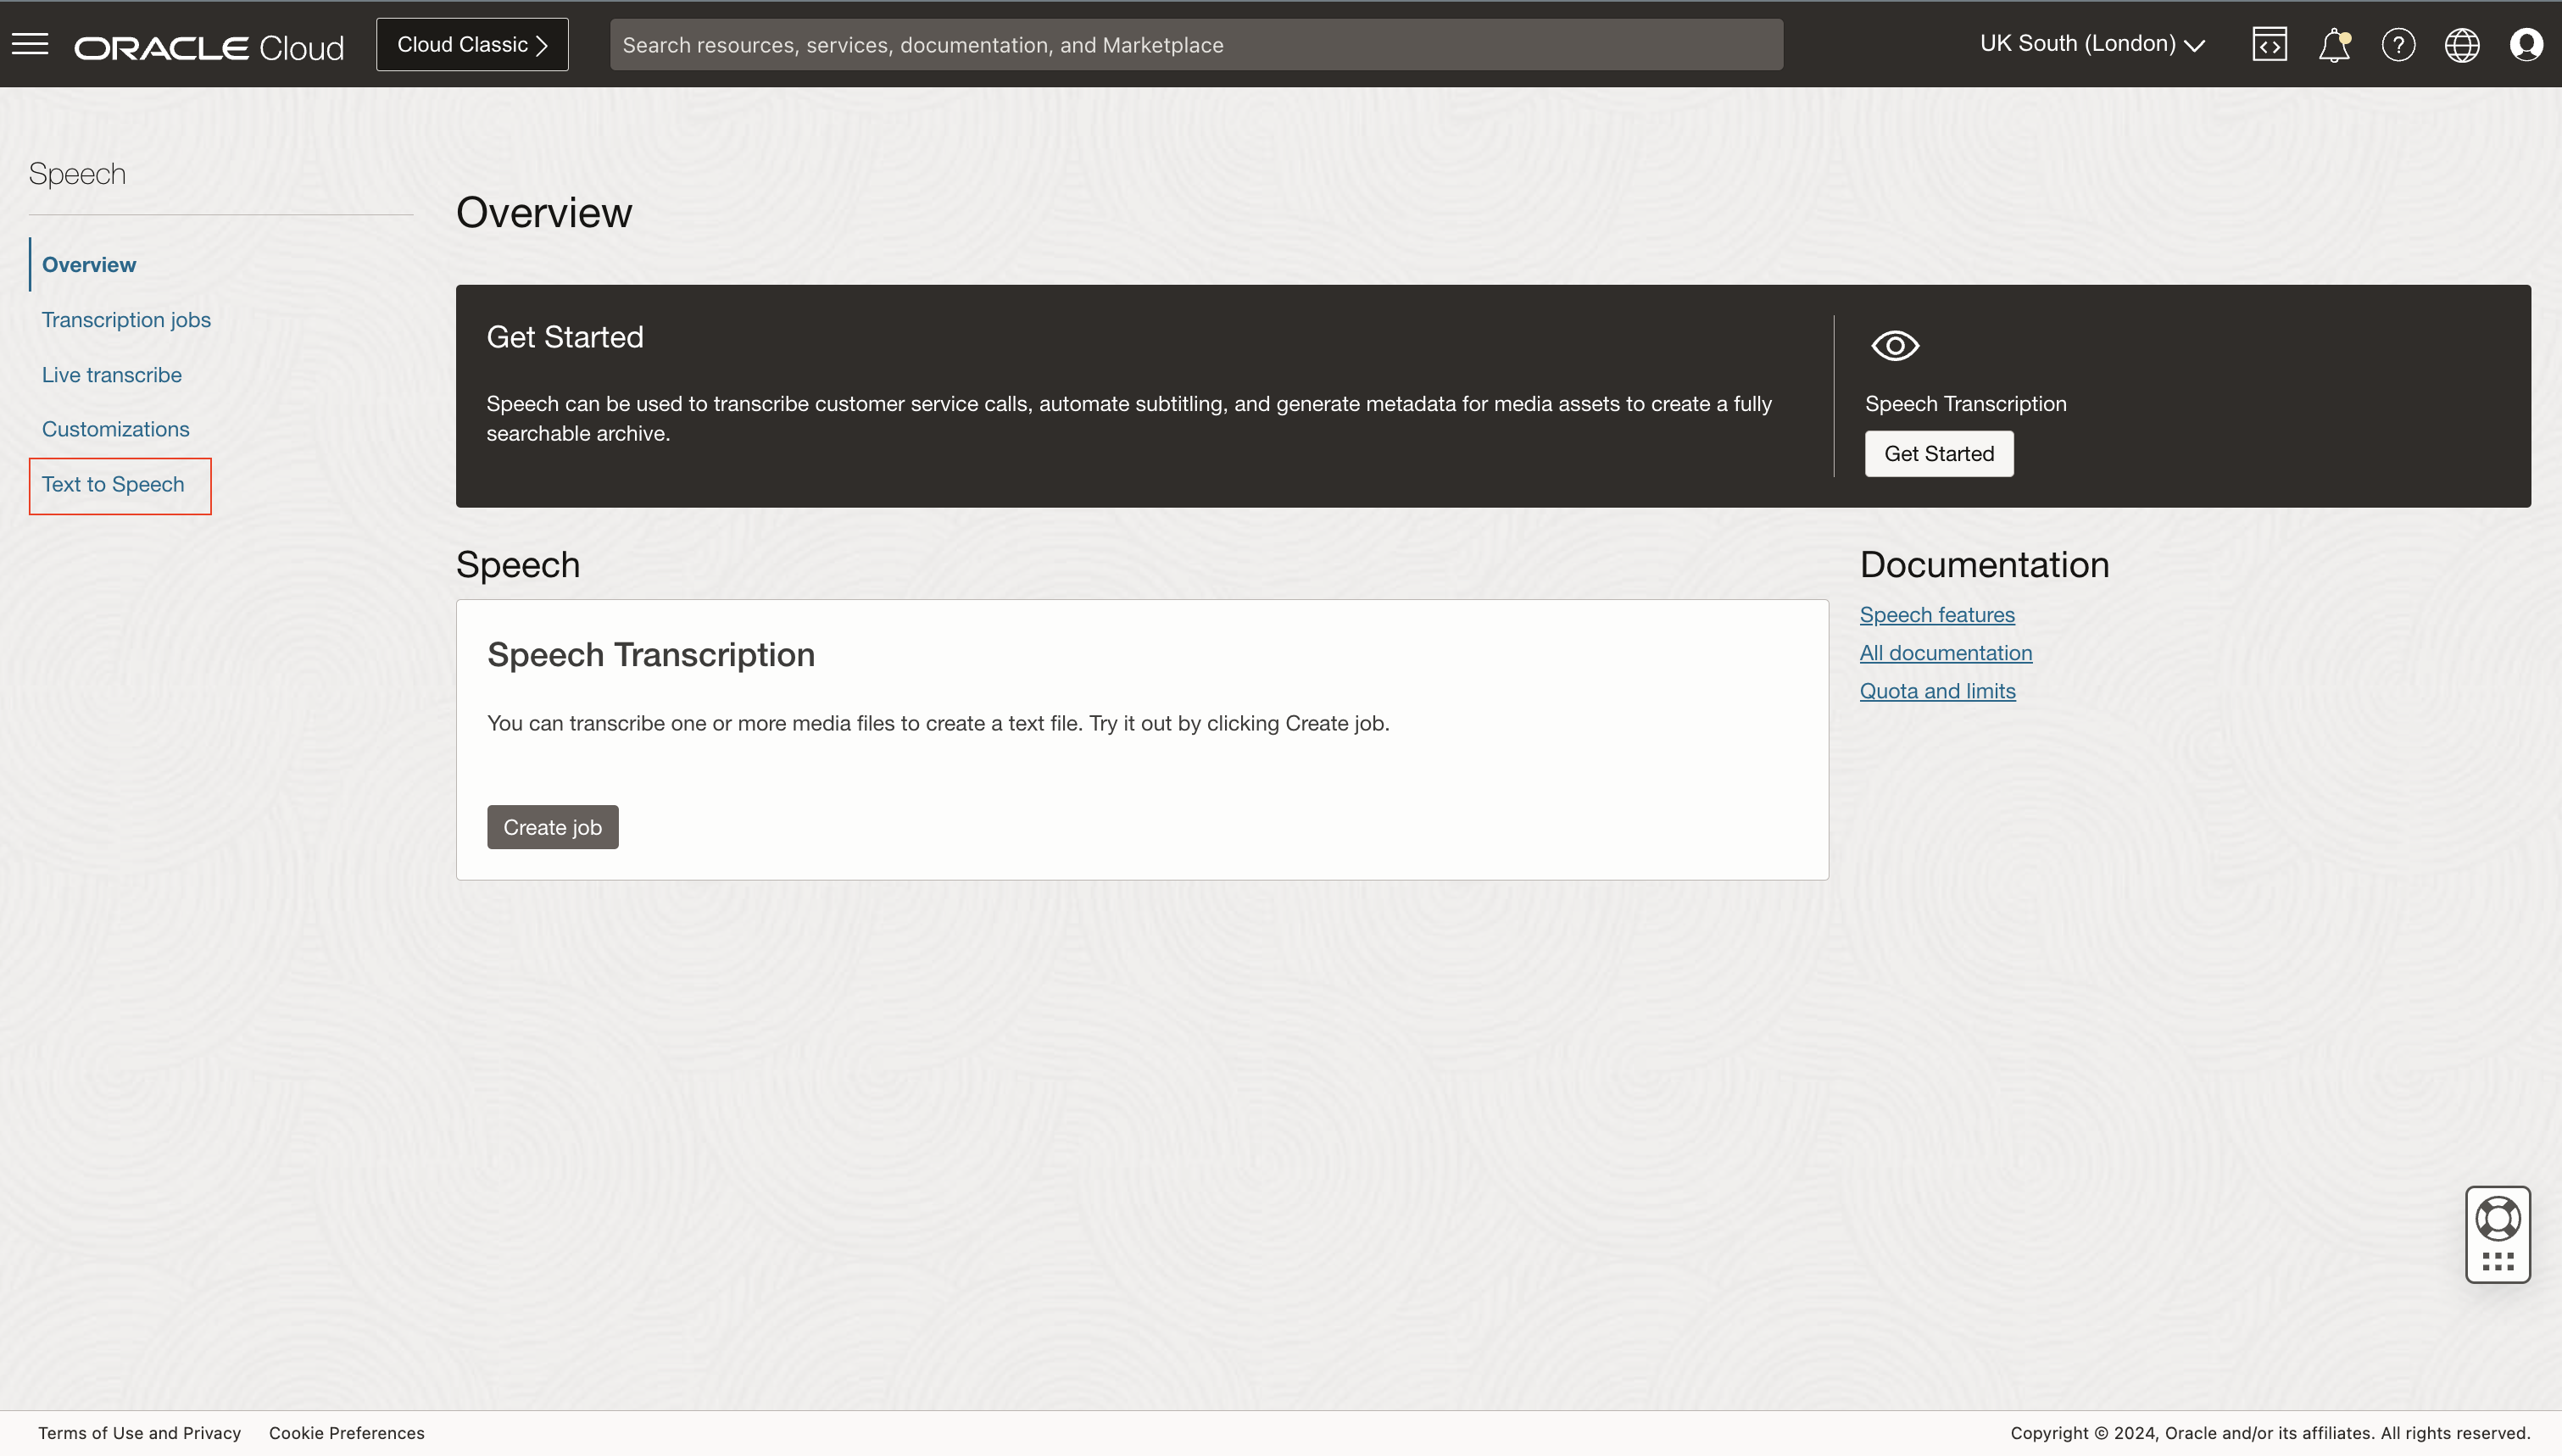 ORACLE Cloud
Cloud Classic
Search resources, services, documentation, and Marketplace
UK South (London)
Speech
Overview
Transcription jobs
Live transcribe
Customizations
Text to Speech
Overview
Get Started
Speech can be used to transcribe customer service calls, automate subtitling, and generate metadata for media assets to create a fully
searchable archive.
Speech Transcription
Get Started
Speech
Speech Transcription
You can transcribe one or more media files to create a text file. Try it out by clicking Create job.
Create job
Documentation
Speech features
All documentation
Quota and limits
Terms of Use and Privacy
Cookie Preferences
Copyright © 2024, Oracle and/or its affiliates. All rights reserved.